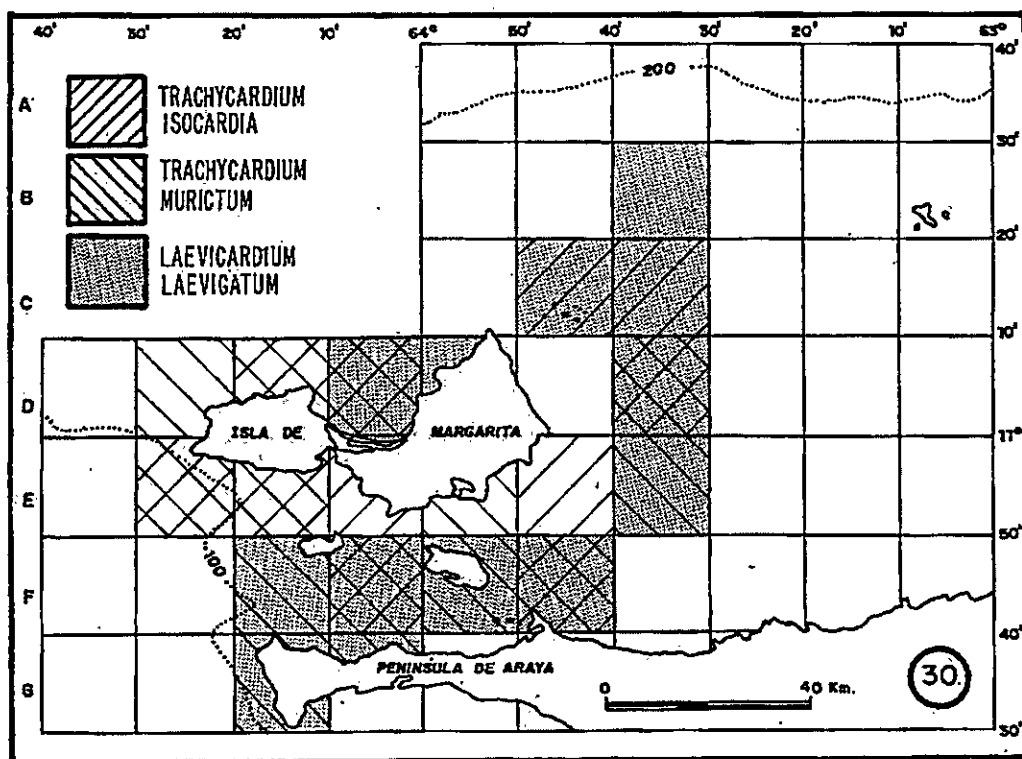 40' 30' 20' 10' 64° 50' 40' 30' 20' 10' 63°
40'
A
TRACHYCARDIUM
ISOCARDIA
200
30'
B
TRACHYCARDIUM
MURICTUM
20'
C
LAEVICARDIUM
LAEVIGATUM
10'
D
ISLA DE MARGARITA
11°
E
50'
100
F
40'
PENINSULA DE ARAYA
G
0 40 Km.
30.
30'